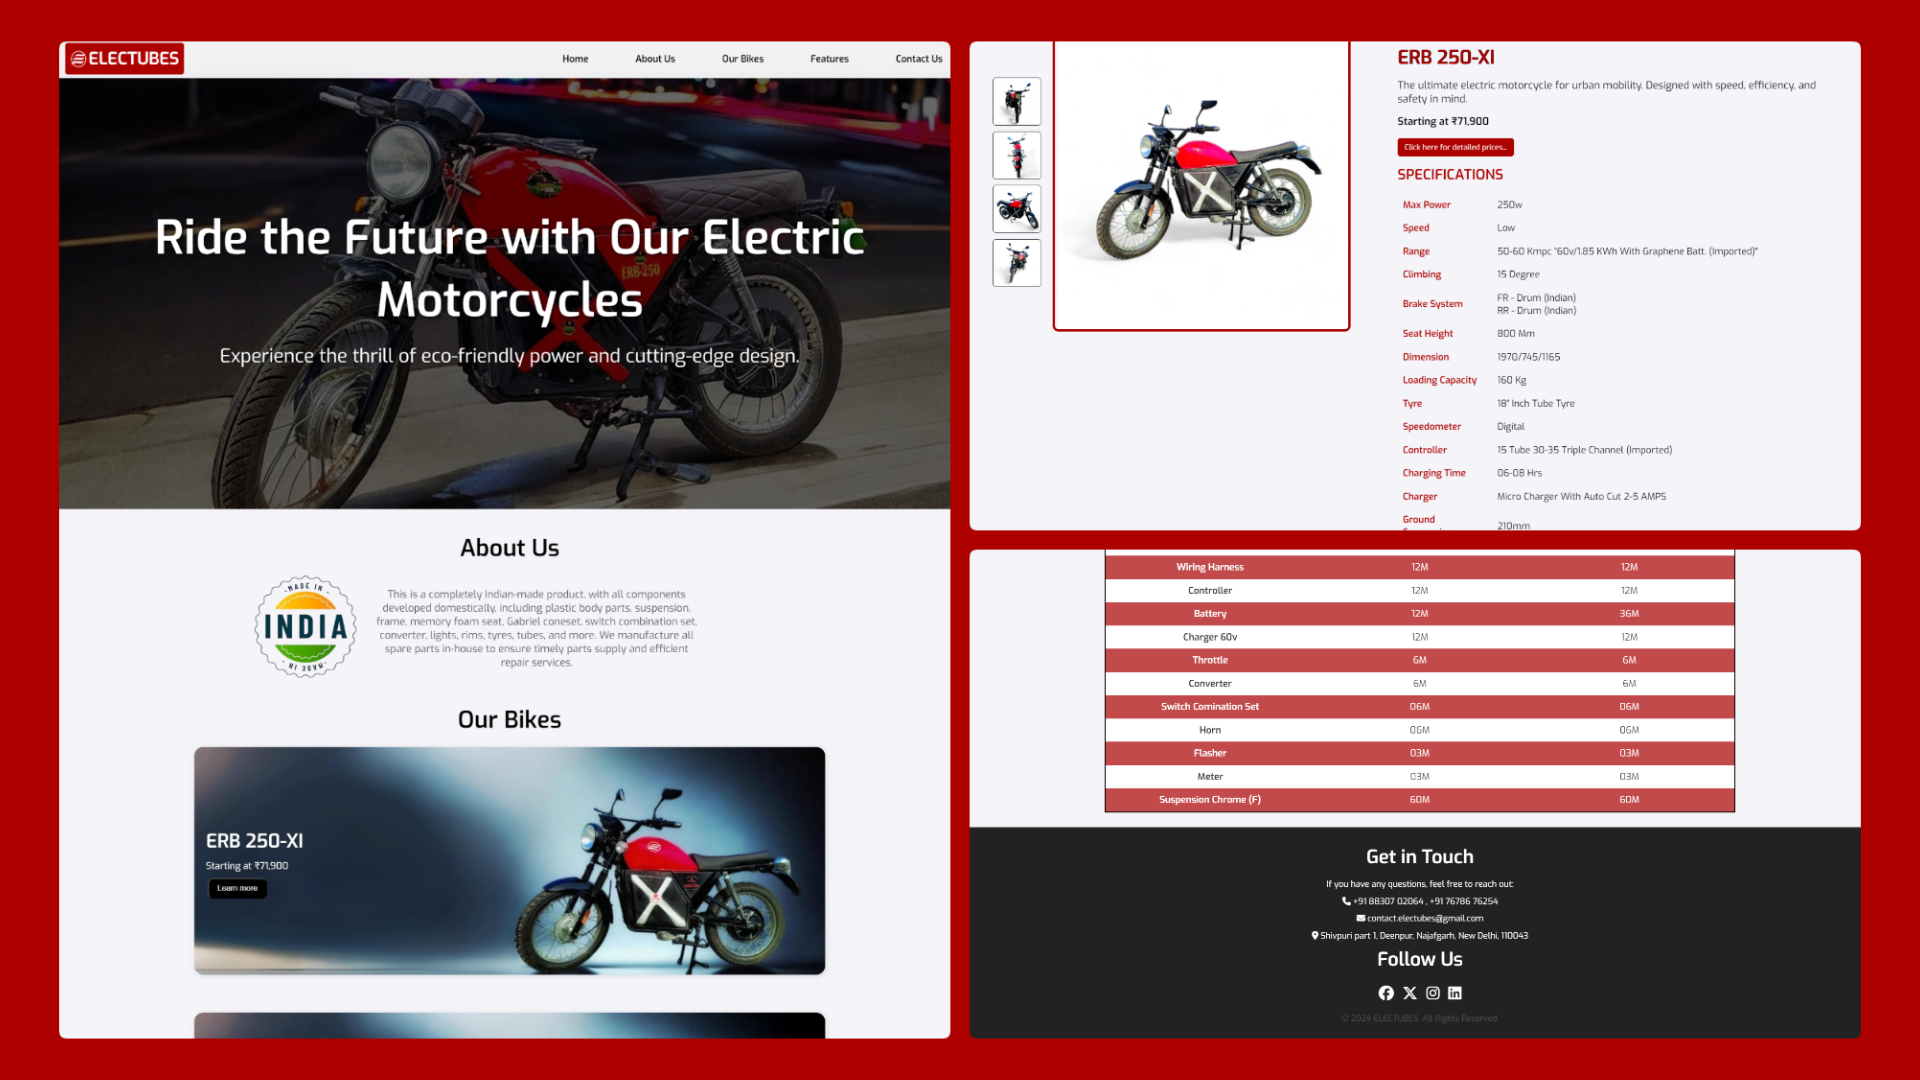 ELECTUBES
Home About Us Our Bikes Features Contact Us
Ride the Future with Our Electric
Motorcycles
Experience the thrill of eco-friendly power and cutting-edge design.
ERB-250
About Us
MADE IN
INDIA
MADE IN
This is a completely Indian-made product, with all components
developed domestically, including plastic body parts, suspension,
frame, memory foam seat, Gabriel coneset, switch combination set,
converter, lights, rims, tyres, tubes, and more. We manufacture all
spare parts in-house to ensure timely parts supply and efficient
repair services.
Our Bikes
ERB 250-XI
Starting at ₹71,900
Learn more
ERB 250-XI
The ultimate electric motorcycle for urban mobility. Designed with speed, efficiency, and
safety in mind.
Starting at ₹71,900
Click here for detailed prices...
SPECIFICATIONS
Max Power 250w
Speed Low
Range 50-60 Kmpc "60v/1.85 KWh With Graphene Batt. (Imported)"
Climbing 15 Degree
Brake System FR - Drum (Indian)
RR - Drum (Indian)
Seat Height 800 Mm
Dimension 1970/745/1165
Loading Capacity 160 Kg
Tyre 18" Inch Tube Tyre
Speedometer Digital
Controller 15 Tube 30-35 Triple Channel (Imported)
Charging Time 06-08 Hrs
Charger Micro Charger With Auto Cut 2-5 AMPS
Ground 210mm
Wiring Harness 12M 12M
Controller 12M 12M
Battery 12M 36M
Charger 60v 12M 12M
Throttle 6M 6M
Converter 6M 6M
Switch Comination Set 06M 06M
Horn 06M 06M
Flasher 03M 03M
Meter 03M 03M
Suspension Chrome (F) 60M 60M
Get in Touch
If you have any questions, feel free to reach out:
+91 88307 02064 , +91 76786 76254
contact.electubes@gmail.com
Shivpuri part 1, Deenpur, Najafgarh, New Delhi, 110043
Follow Us
© 2024 ELECTUBES. All Rights Reserved.